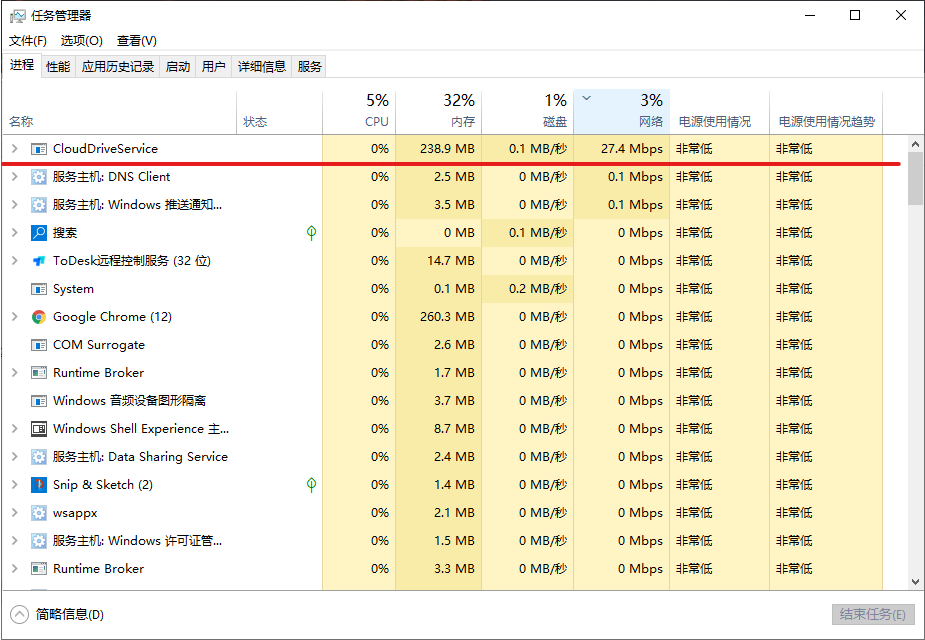 任务管理器
文件(F) 选项(O) 查看(V)
进程 性能 应用历史记录 启动 用户 详细信息 服务
5% 32% 1% 3%
名称 状态 CPU 内存 磁盘 网络 电源使用情况 电源使用情况趋势
CloudDriveService 0% 238.9 MB 0.1 MB/秒 27.4 Mbps 非常低 非常低
服务主机: DNS Client 0% 2.5 MB 0 MB/秒 0.1 Mbps 非常低 非常低
服务主机: Windows 推送通知... 0% 3.5 MB 0 MB/秒 0.1 Mbps 非常低 非常低
搜索 0% 0 MB 0.1 MB/秒 0 Mbps 非常低 非常低
ToDesk远程控制服务 (32 位) 0% 14.7 MB 0 MB/秒 0 Mbps 非常低 非常低
System 0% 0.1 MB 0.2 MB/秒 0 Mbps 非常低 非常低
Google Chrome (12) 0% 260.3 MB 0 MB/秒 0 Mbps 非常低 非常低
COM Surrogate 0% 2.6 MB 0 MB/秒 0 Mbps 非常低 非常低
Runtime Broker 0% 1.7 MB 0 MB/秒 0 Mbps 非常低 非常低
Windows 音频设备图形隔离 0% 3.7 MB 0 MB/秒 0 Mbps 非常低 非常低
Windows Shell Experience 主... 0% 8.7 MB 0 MB/秒 0 Mbps 非常低 非常低
服务主机: Data Sharing Service 0% 2.4 MB 0 MB/秒 0 Mbps 非常低 非常低
Snip & Sketch (2) 0% 1.4 MB 0 MB/秒 0 Mbps 非常低 非常低
wsappx 0% 2.1 MB 0 MB/秒 0 Mbps 非常低 非常低
服务主机: Windows 许可证管... 0% 1.5 MB 0 MB/秒 0 Mbps 非常低 非常低
Runtime Broker 0% 3.3 MB 0 MB/秒 0 Mbps 非常低 非常低
简略信息(D) 结束任务(E)